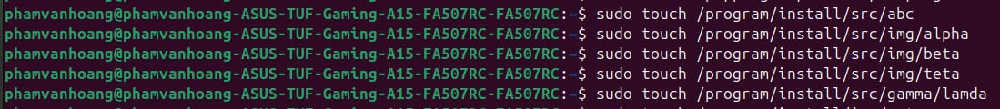 phamvanhoang@phamvanhoang-ASUS-TUF-Gaming-A15-FA507RC-FA507RC:~$ sudo touch /program/install/src/abc
phamvanhoang@phamvanhoang-ASUS-TUF-Gaming-A15-FA507RC-FA507RC:~$ sudo touch /program/install/src/img/alpha
phamvanhoang@phamvanhoang-ASUS-TUF-Gaming-A15-FA507RC-FA507RC:~$ sudo touch /program/install/src/img/beta
phamvanhoang@phamvanhoang-ASUS-TUF-Gaming-A15-FA507RC-FA507RC:~$ sudo touch /program/install/src/img/teta
phamvanhoang@phamvanhoang-ASUS-TUF-Gaming-A15-FA507RC-FA507RC:~$ sudo touch /program/install/src/gamma/lamda